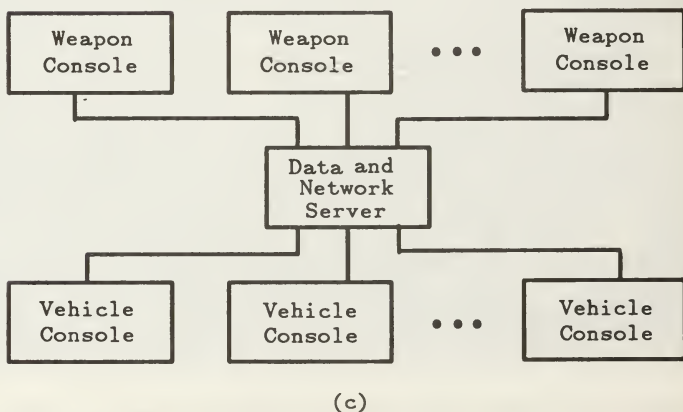 Weapon
Console
Weapon
Console
Weapon
Console
Data and
Network
Server
Vehicle
Console
Vehicle
Console
Vehicle
Console
(c)